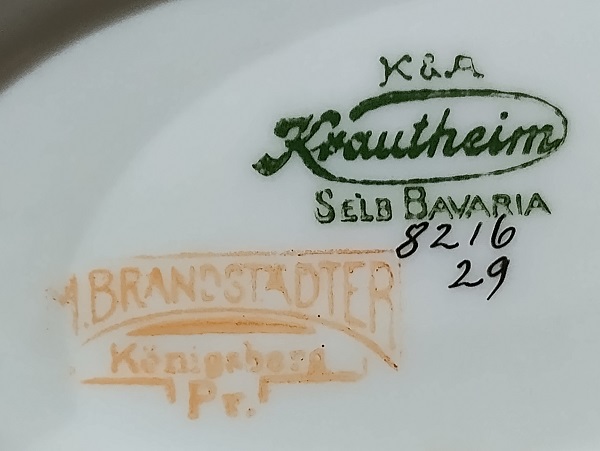 K&A
Krautheim
SELB BAVARIA
8216
29
BRANDSTÄDTER
Königsberg
Pr.